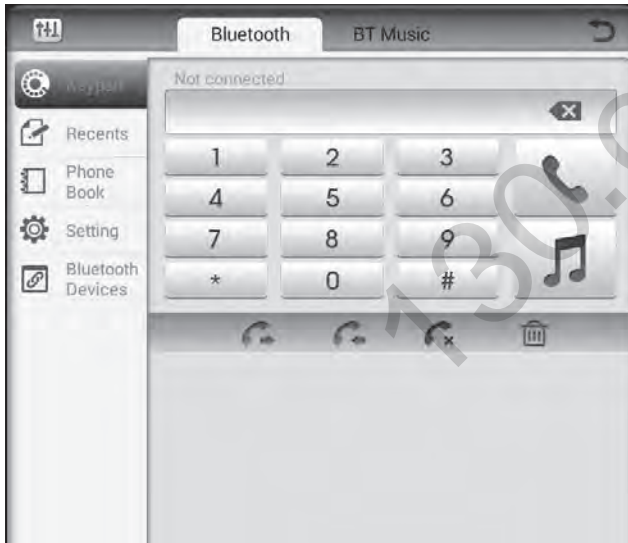 Bluetooth
BT Music
Keypad
Not connected
Recents
Phone
Book
Setting
Bluetooth
Devices
1
2
3
4
5
6
7
8
9
*
0
#
130.